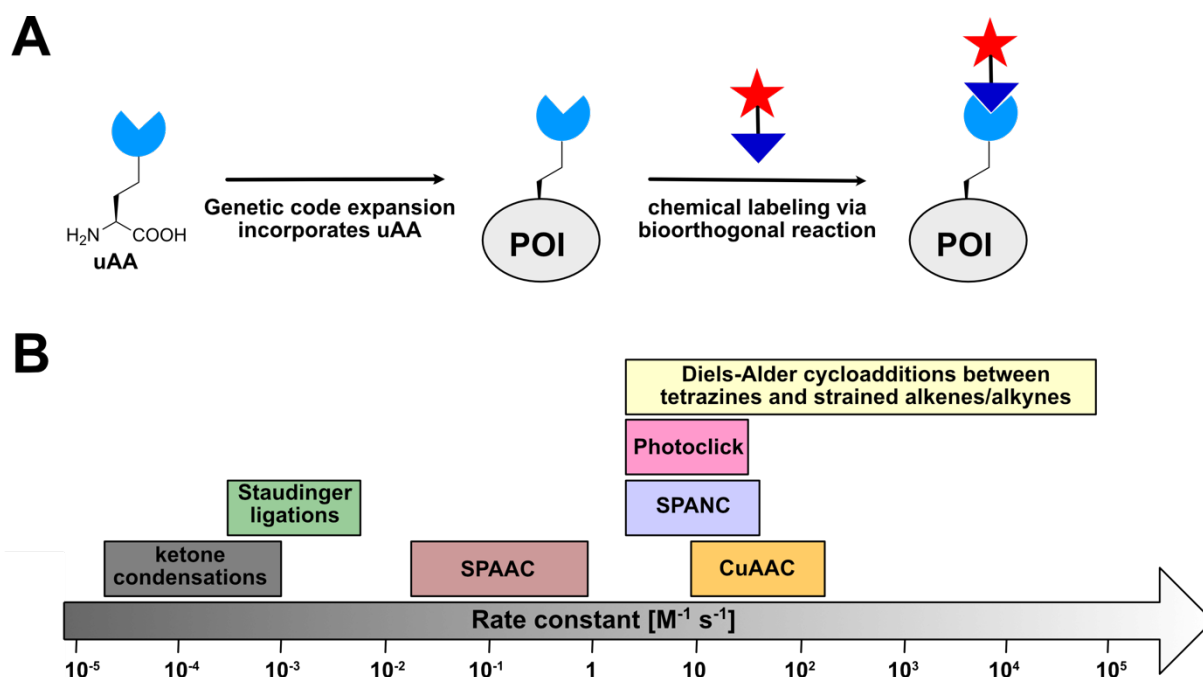 A
H₂N
COOH
uAA
Genetic code expansion
incorporates uAA
POI
chemical labeling via
bioorthogonal reaction
POI
B
Diels-Alder cycloadditions between
tetrazines and strained alkenes/alkynes
Photoclick
Staudinger
ligations
SPANC
ketone
condensations
SPAAC
CuAAC
Rate constant [M⁻¹ s⁻¹]
10⁻⁵ 10⁻⁴ 10⁻³ 10⁻² 10⁻¹ 1 10 10² 10³ 10⁴ 10⁵